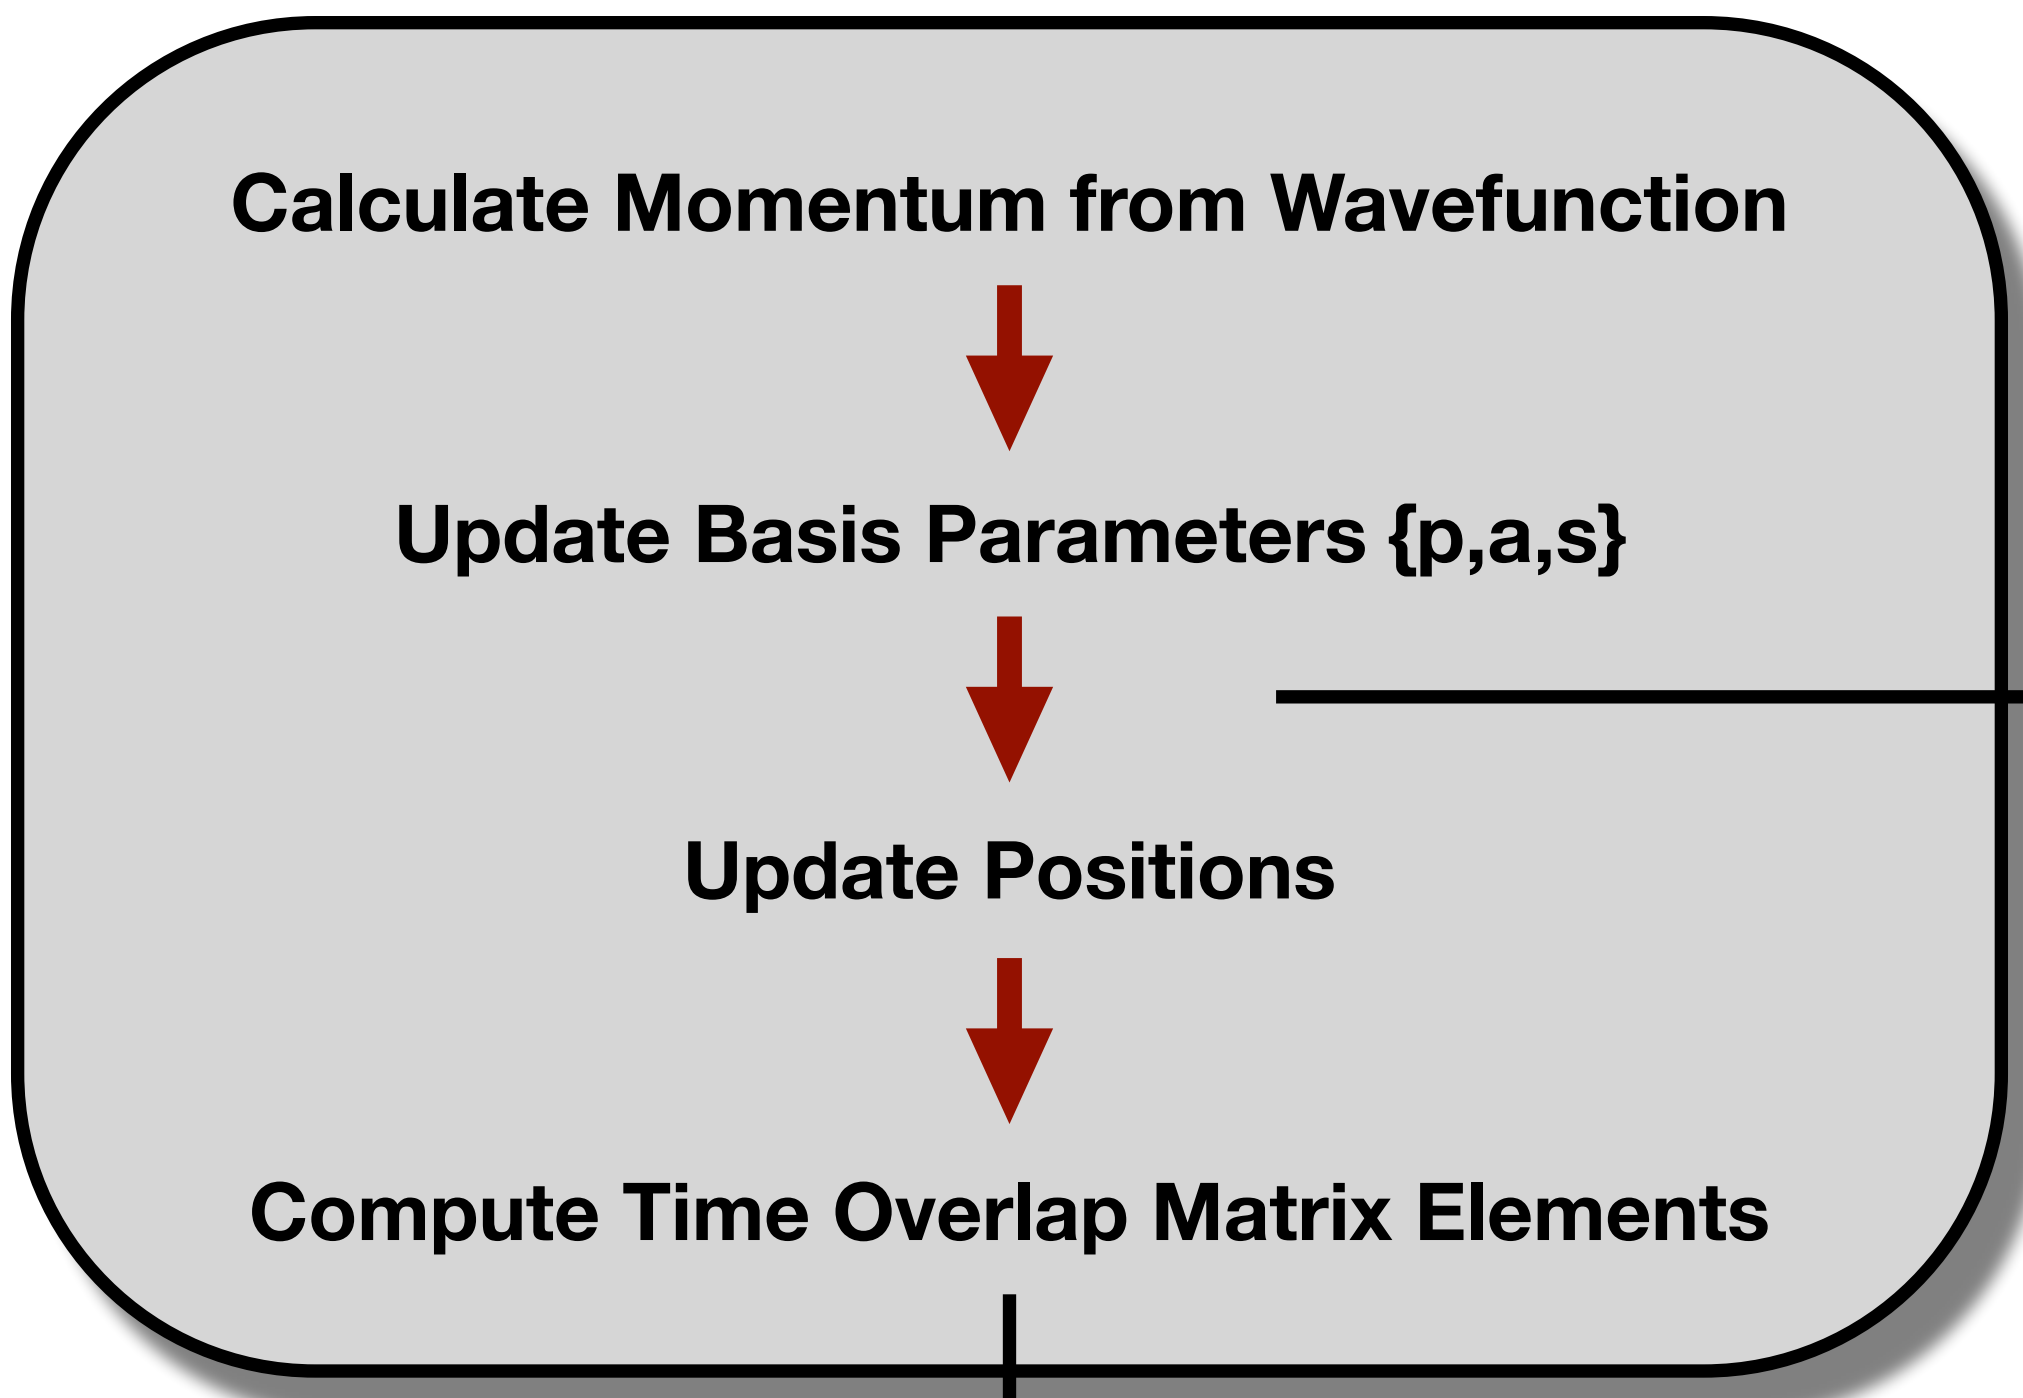 Calculate Momentum from Wavefunction
Update Basis Parameters {p,a,s}
Update Positions
Compute Time Overlap Matrix Elements